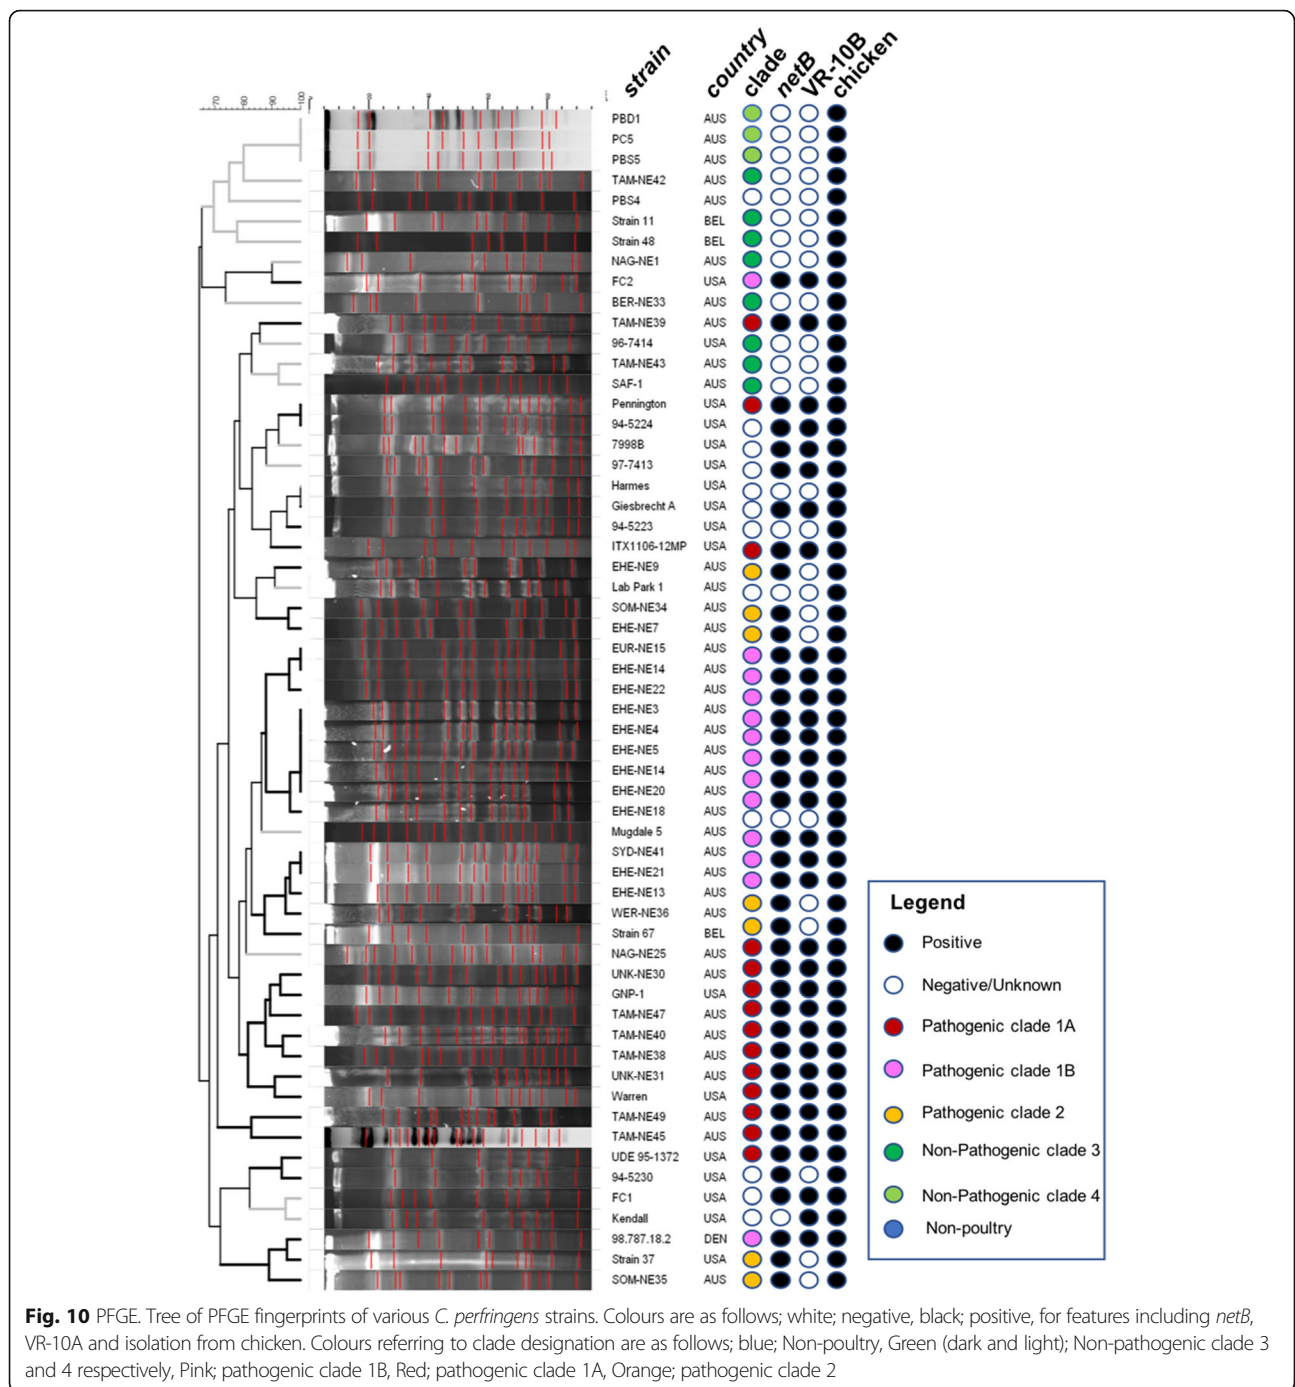 strain country clade netB VR-10B chicken
70 80 90 100
PBD1 AUS
PC5 AUS
PBS5 AUS
TAM-NE42 AUS
PBS4 AUS
Strain 11 BEL
Strain 48 BEL
NAG-NE1 AUS
FC2 USA
BER-NE33 AUS
TAM-NE39 AUS
96-7414 USA
TAM-NE43 AUS
SAF-1 AUS
Pennington USA
94-5224 USA
7998B USA
97-7413 USA
Harmes USA
Giesbrecht A USA
94-5223 USA
ITX1106-12MP USA
EHE-NE9 AUS
Lab Park 1 AUS
SOM-NE34 AUS
EHE-NE7 AUS
EUR-NE15 AUS
EHE-NE14 AUS
EHE-NE22 AUS
EHE-NE3 AUS
EHE-NE4 AUS
EHE-NE5 AUS
EHE-NE14 AUS
EHE-NE20 AUS
EHE-NE18 AUS
Mugdale 5 AUS
SYD-NE41 AUS
EHE-NE21 AUS
EHE-NE13 AUS
WER-NE36 AUS
Strain 67 BEL
NAG-NE25 AUS
UNK-NE30 AUS
GNP-1 USA
TAM-NE47 AUS
TAM-NE40 AUS
TAM-NE38 AUS
UNK-NE31 AUS
Warren USA
TAM-NE49 AUS
TAM-NE45 AUS
UDE 95-1372 USA
94-5230 USA
FC1 USA
Kendall USA
98.787.18.2 DEN
Strain 37 USA
SOM-NE35 AUS
Legend
Positive
Negative/Unknown
Pathogenic clade 1A
Pathogenic clade 1B
Pathogenic clade 2
Non-Pathogenic clade 3
Non-Pathogenic clade 4
Non-poultry
Fig. 10 PFGE. Tree of PFGE fingerprints of various C. perfringens strains. Colours are as follows; white; negative, black; positive, for features including netB,
VR-10A and isolation from chicken. Colours referring to clade designation are as follows; blue; Non-poultry, Green (dark and light); Non-pathogenic clade 3
and 4 respectively, Pink; pathogenic clade 1B, Red; pathogenic clade 1A, Orange; pathogenic clade 2